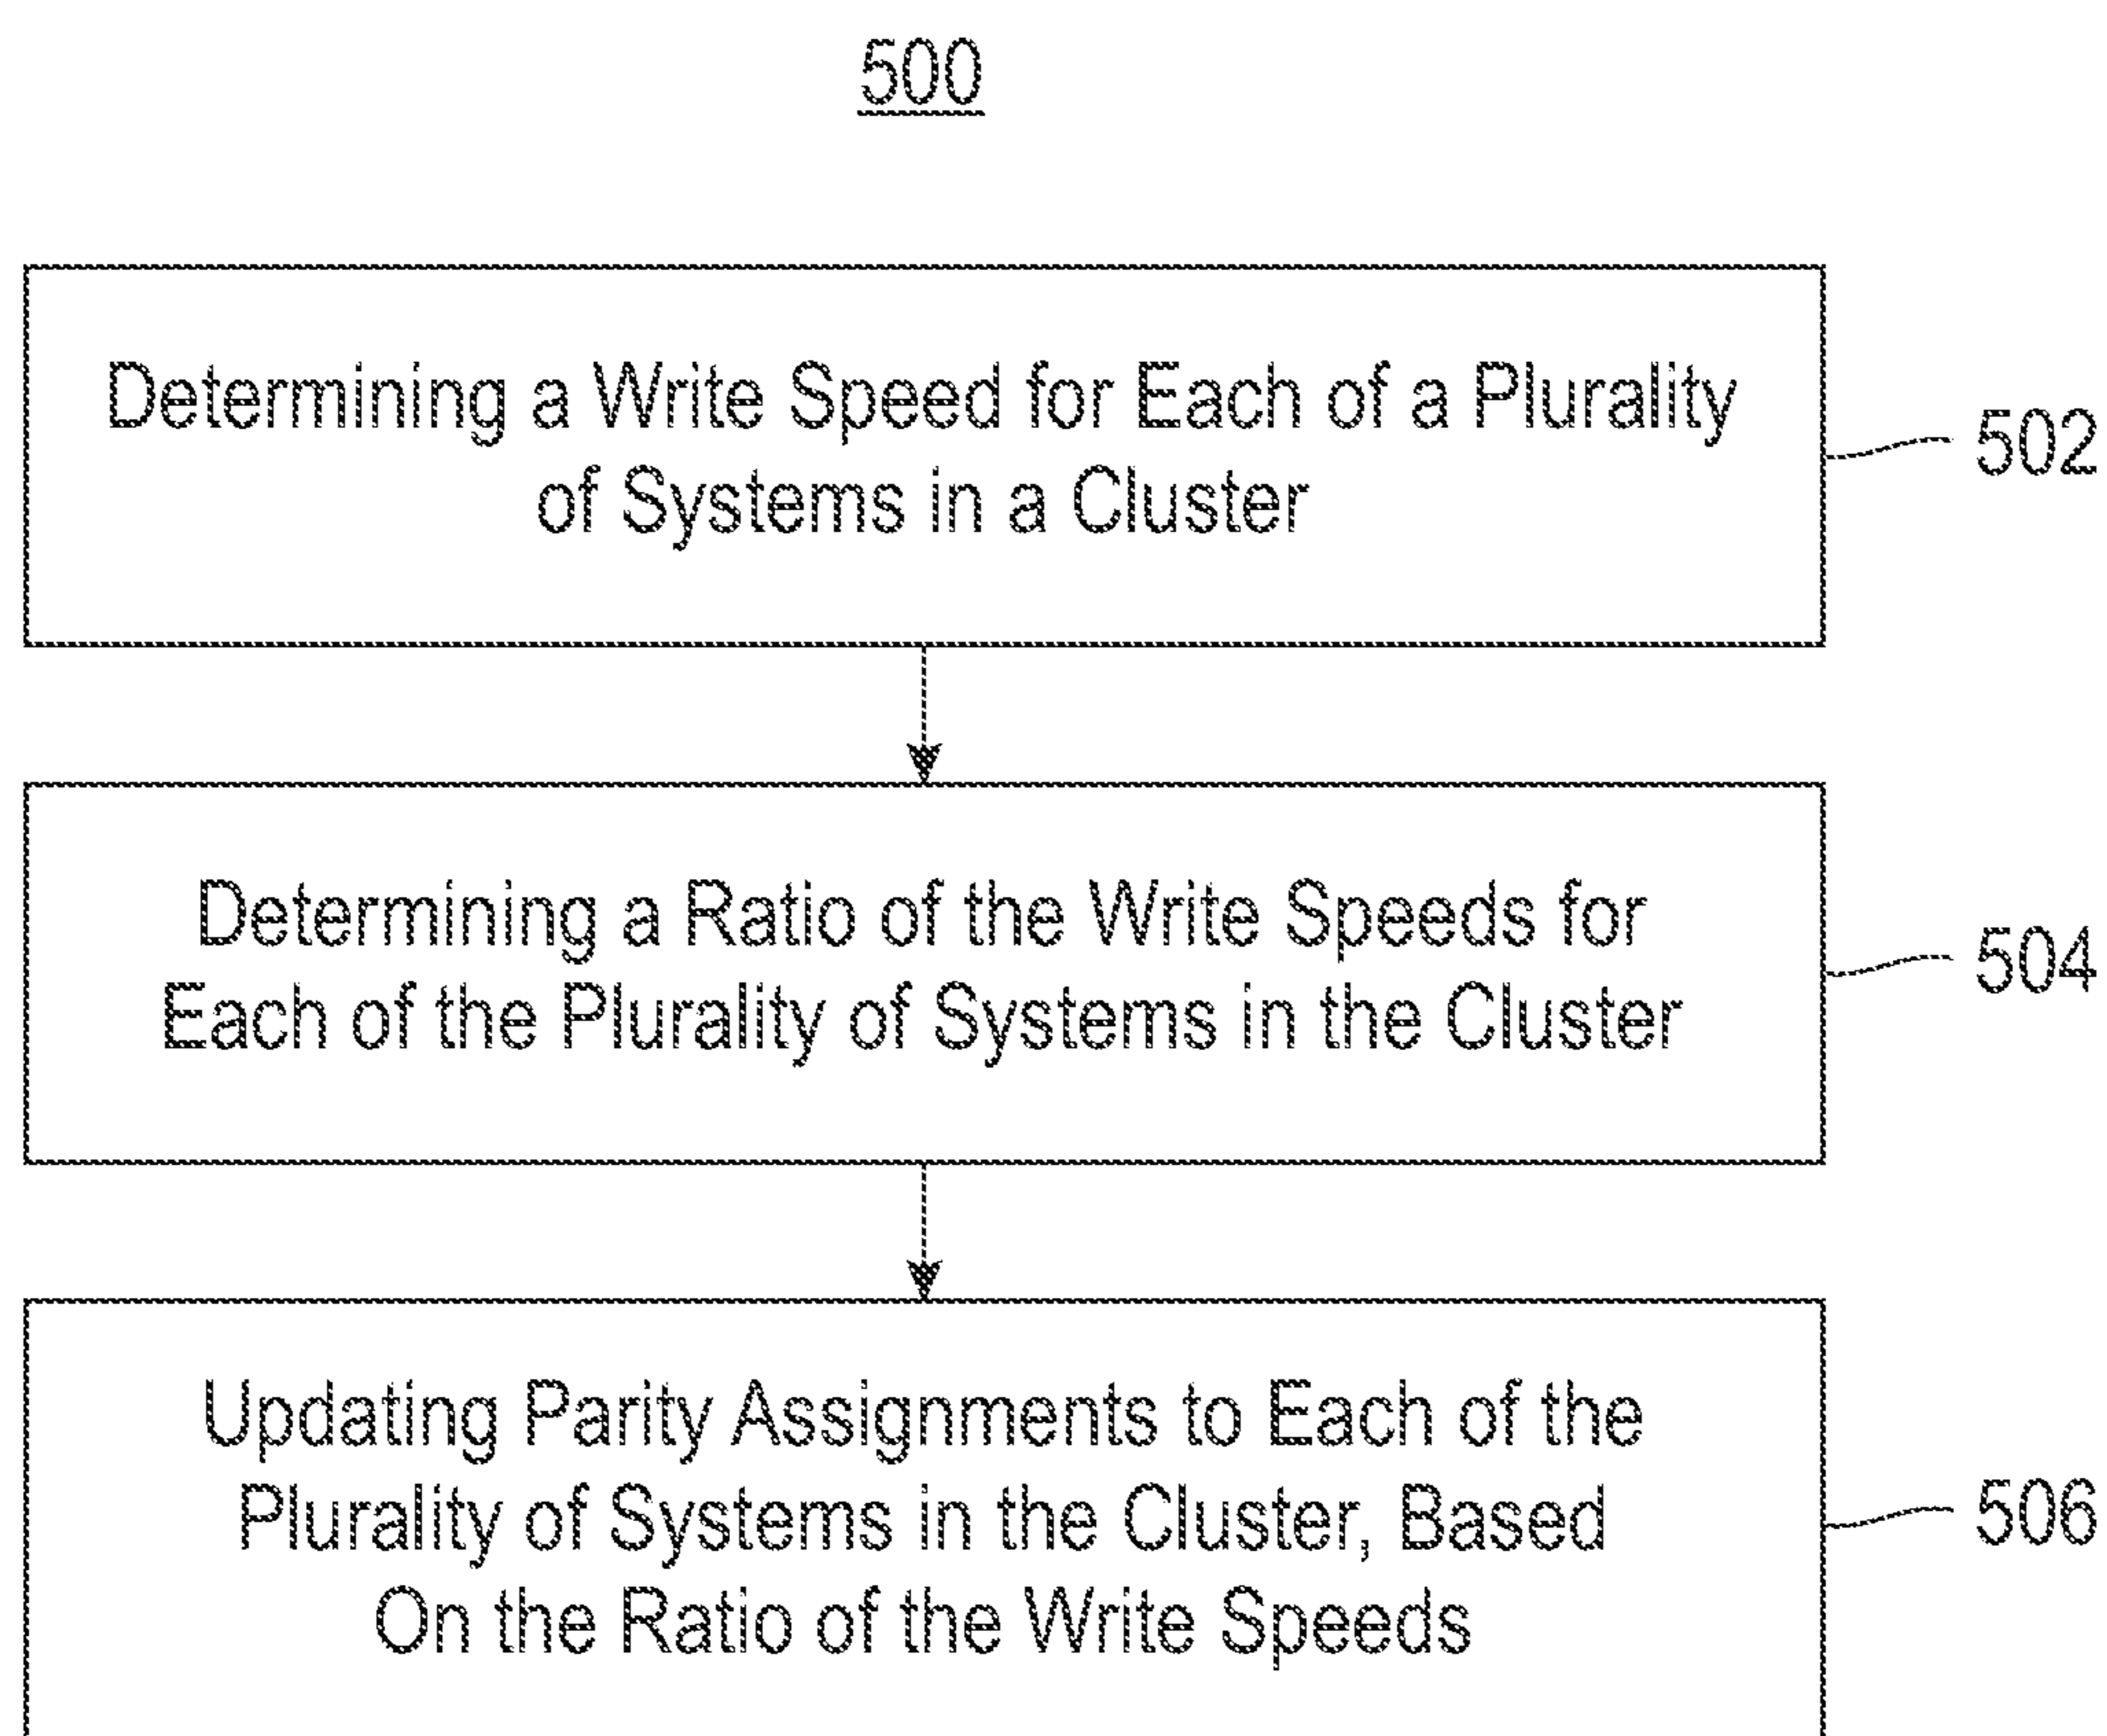 500
Determining a Write Speed for Each of a Plurality
of Systems in a Cluster
502
Determining a Ratio of the Write Speeds for
Each of the Plurality of Systems in the Cluster
504
Updating Parity Assignments to Each of the
Plurality of Systems in the Cluster, Based
On the Ratio of the Write Speeds
506